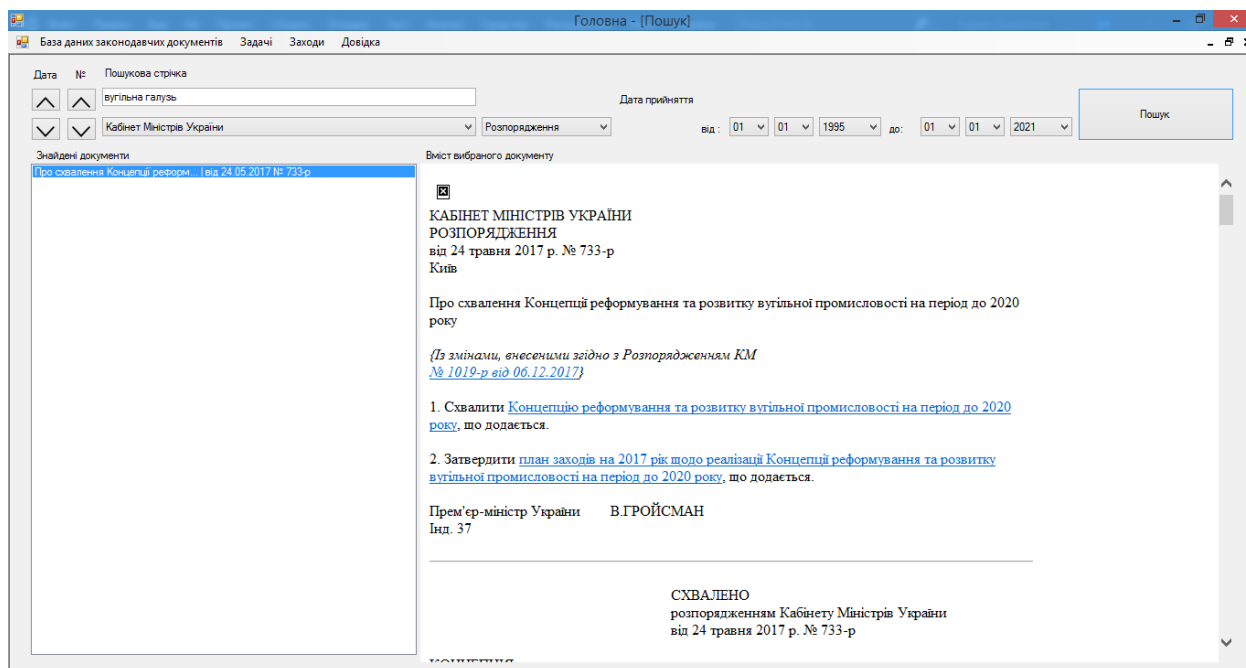 Головна - [Пошук]
База даних законодавчих документів Задачі Заходи Довідка
Дата № Пошукова стрічка
вугільна галузь
Дата прийняття
Кабінет Міністрів України Розпорядження від : 01 01 1995 до: 01 01 2021
Пошук
Знайдені документи
Про схвалення Концепції реформ... | від 24.05.2017 № 733-р
Вміст вибраного документу
КАБІНЕТ МІНІСТРІВ УКРАЇНИ
РОЗПОРЯДЖЕННЯ
від 24 травня 2017 р. № 733-р
Київ
Про схвалення Концепції реформування та розвитку вугільної промисловості на період до 2020
року
{Із змінами, внесеними згідно з Розпорядженням КМ
№ 1019-р від 06.12.2017}
1. Схвалити Концепцію реформування та розвитку вугільної промисловості на період до 2020
року, що додається.
2. Затвердити план заходів на 2017 рік щодо реалізації Концепції реформування та розвитку
вугільної промисловості на період до 2020 року, що додається.
Прем'єр-міністр України В.ГРОЙСМАН
Інд. 37
СХВАЛЕНО
розпорядженням Кабінету Міністрів України
від 24 травня 2017 р. № 733-р
КОНЦЕПЦІЯ